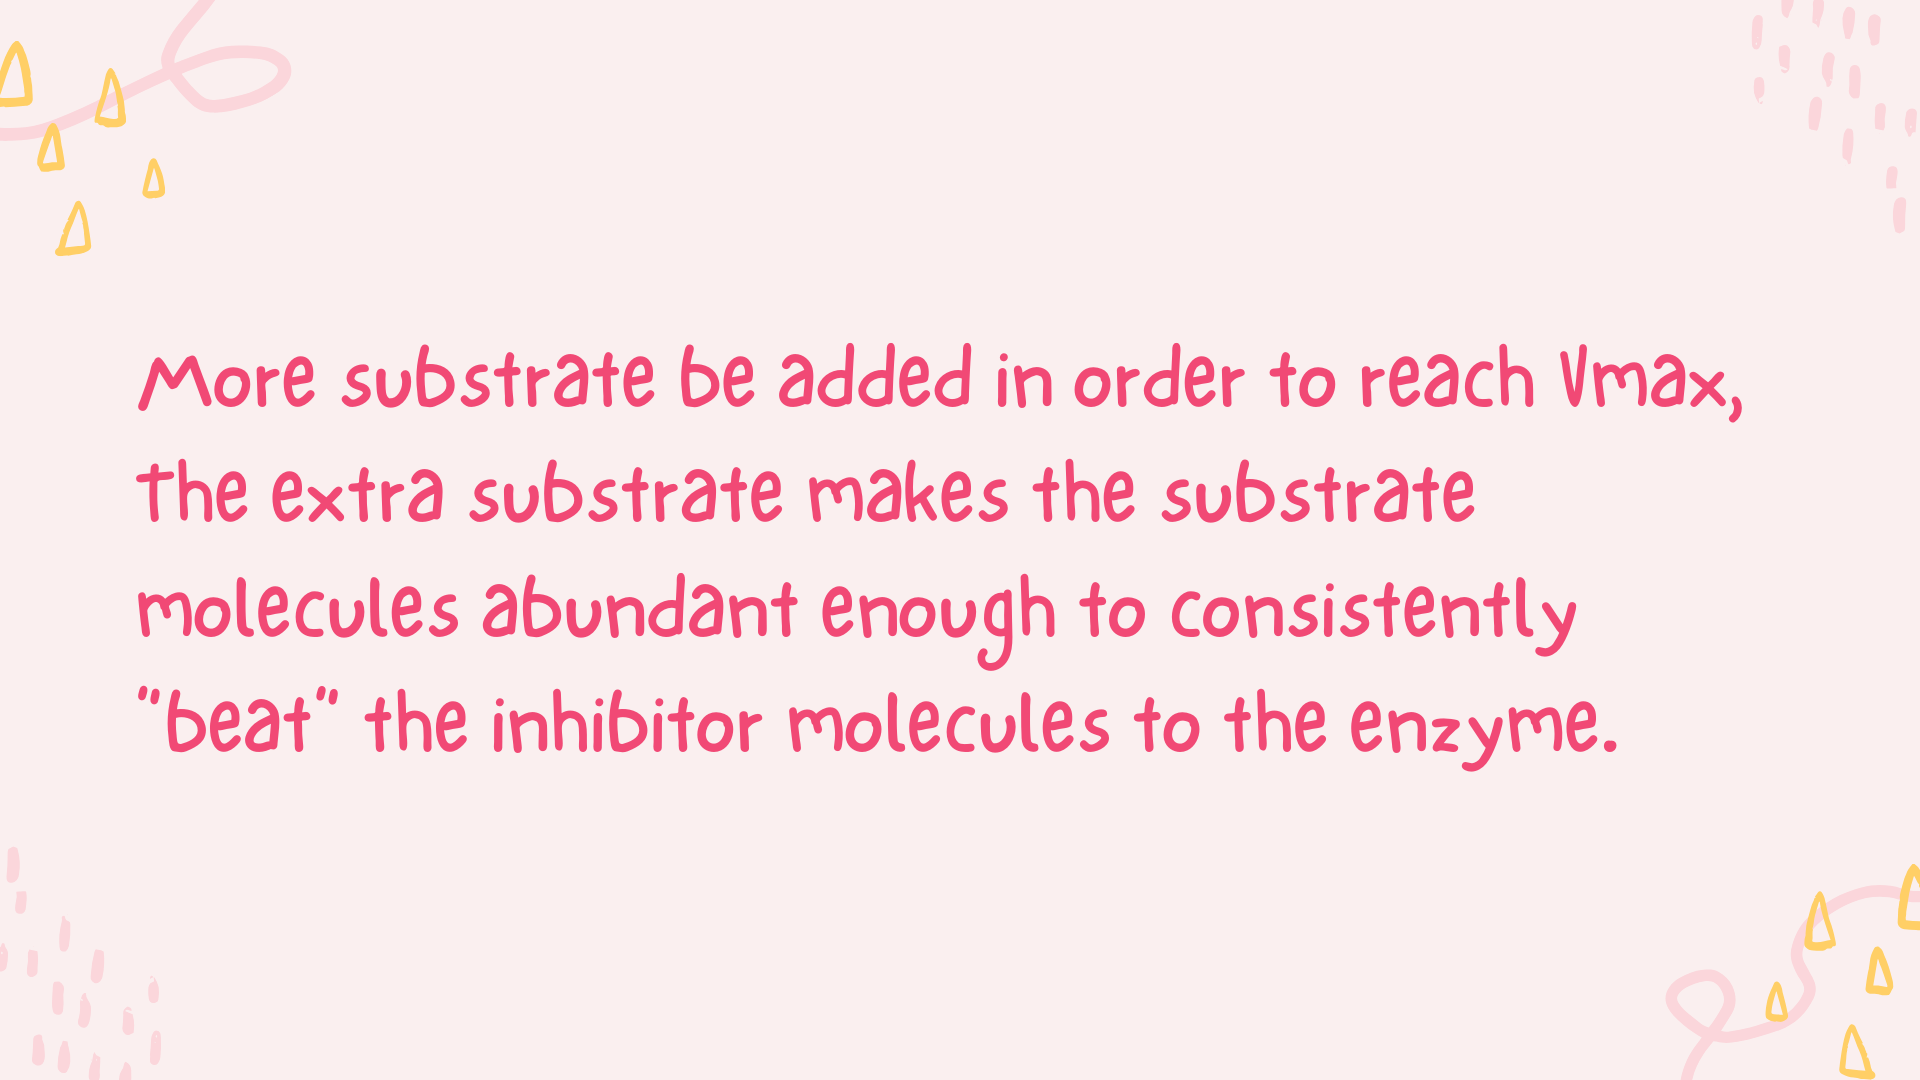 More substrate be added in order to reach Vmax,
The extra substrate makes the substrate
molecules abundant enough to consistently
"beat" the inhibitor molecules to the enzyme.